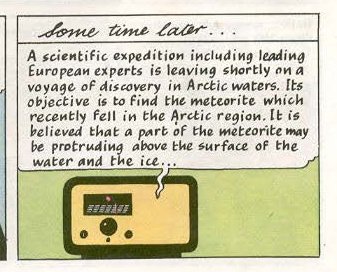 Some time later...
A scientific expedition including leading
European experts is leaving shortly on a
voyage of discovery in Arctic waters. Its
objective is to find the meteorite which
recently fell in the Arctic region. It is
believed that a part of the meteorite may
be protruding above the surface of the
water and the ice...